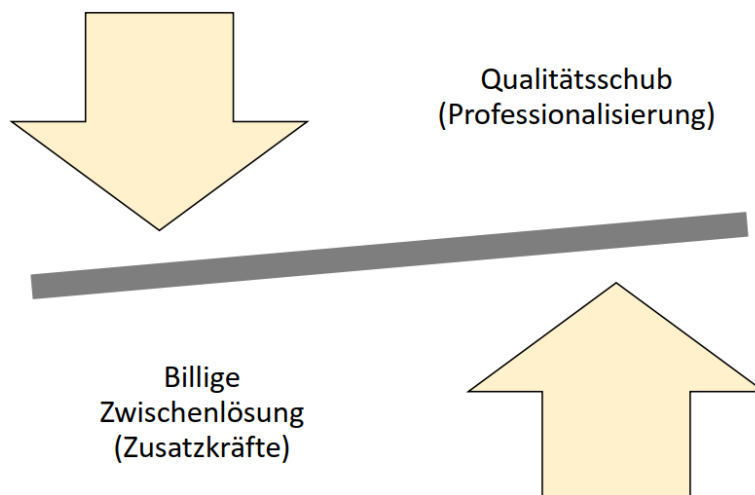 Qualitätsschub
(Professionalisierung)
Billige
Zwischenlösung
(Zusatzkräfte)